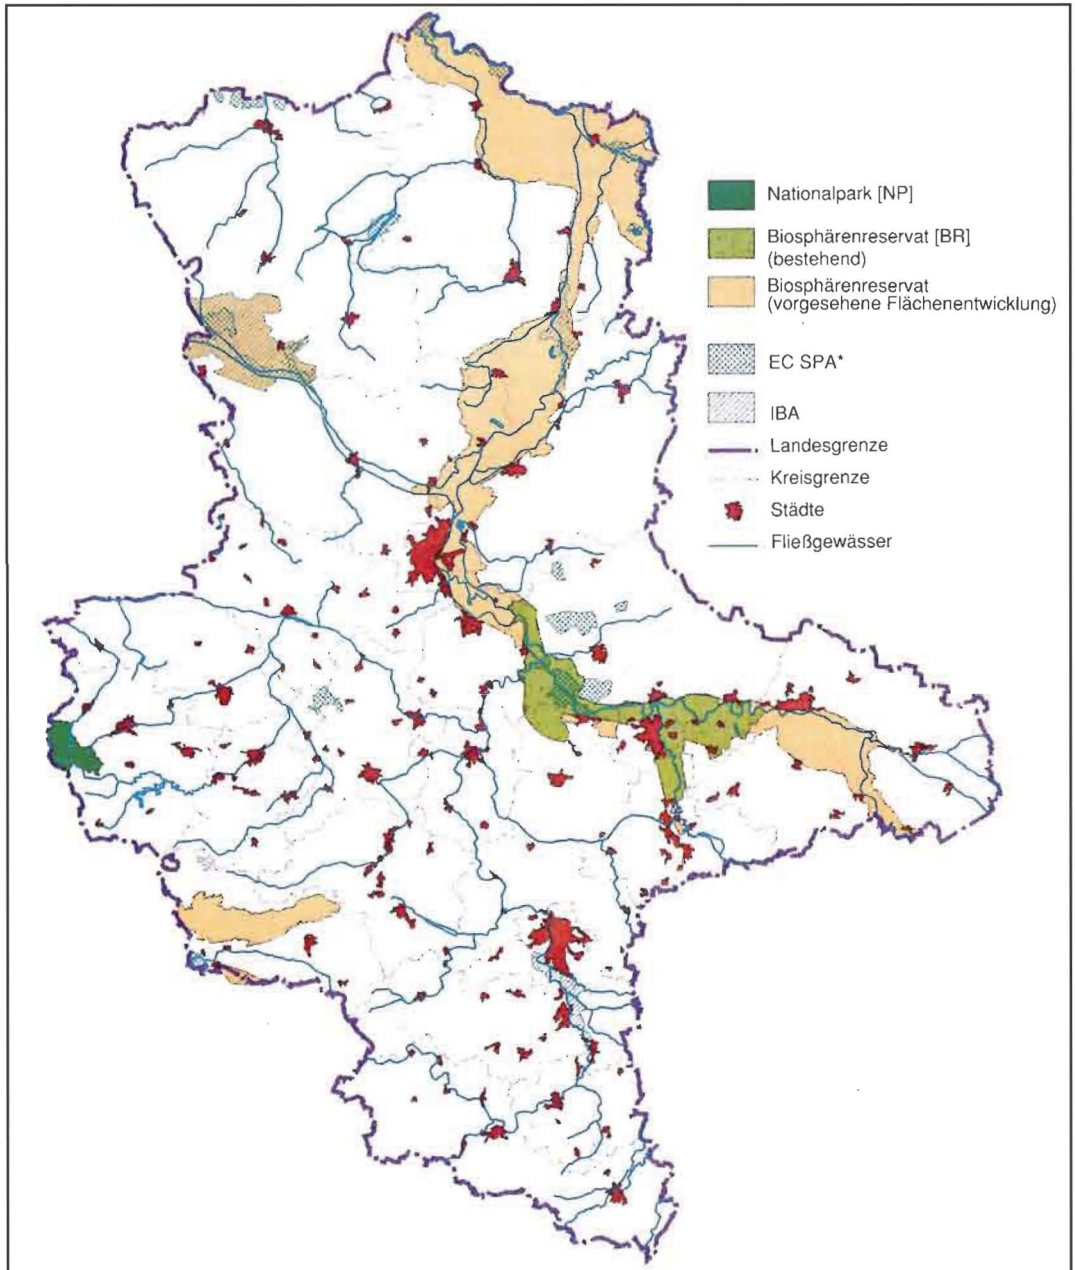 Nationalpark [NP]
Biosphärenreservat [BR]
(bestehend)
Biosphärenreservat
(vorgesehene Flächenentwicklung)
EC SPA*
IBA
Landesgrenze
Kreisgrenze
Städte
Fließgewässer